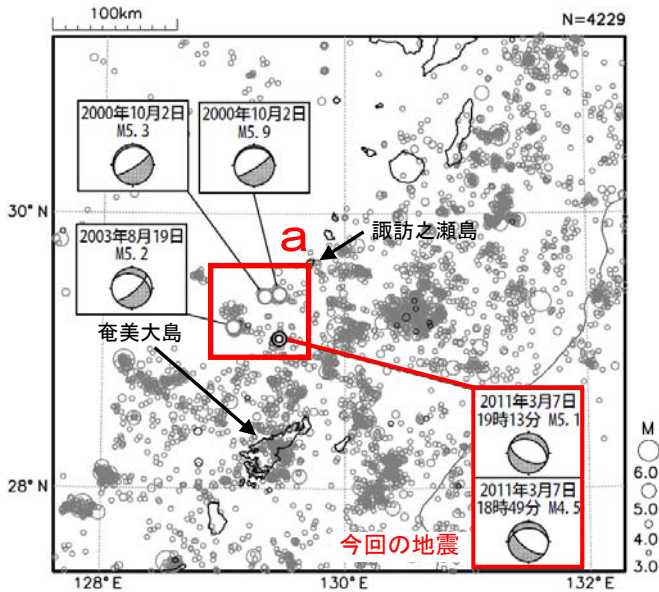 100km
N=4229
2000年10月2日
M5.3
2000年10月2日
M5.9
30°N
a
諏訪之瀬島
2003年8月19日
M5.2
奄美大島
2011年3月7日
19時13分 M5.1
2011年3月7日
18時49分 M4.5
今回の地震
28°N
M
6.0
5.0
4.0
3.0
128°E
130°E
132°E